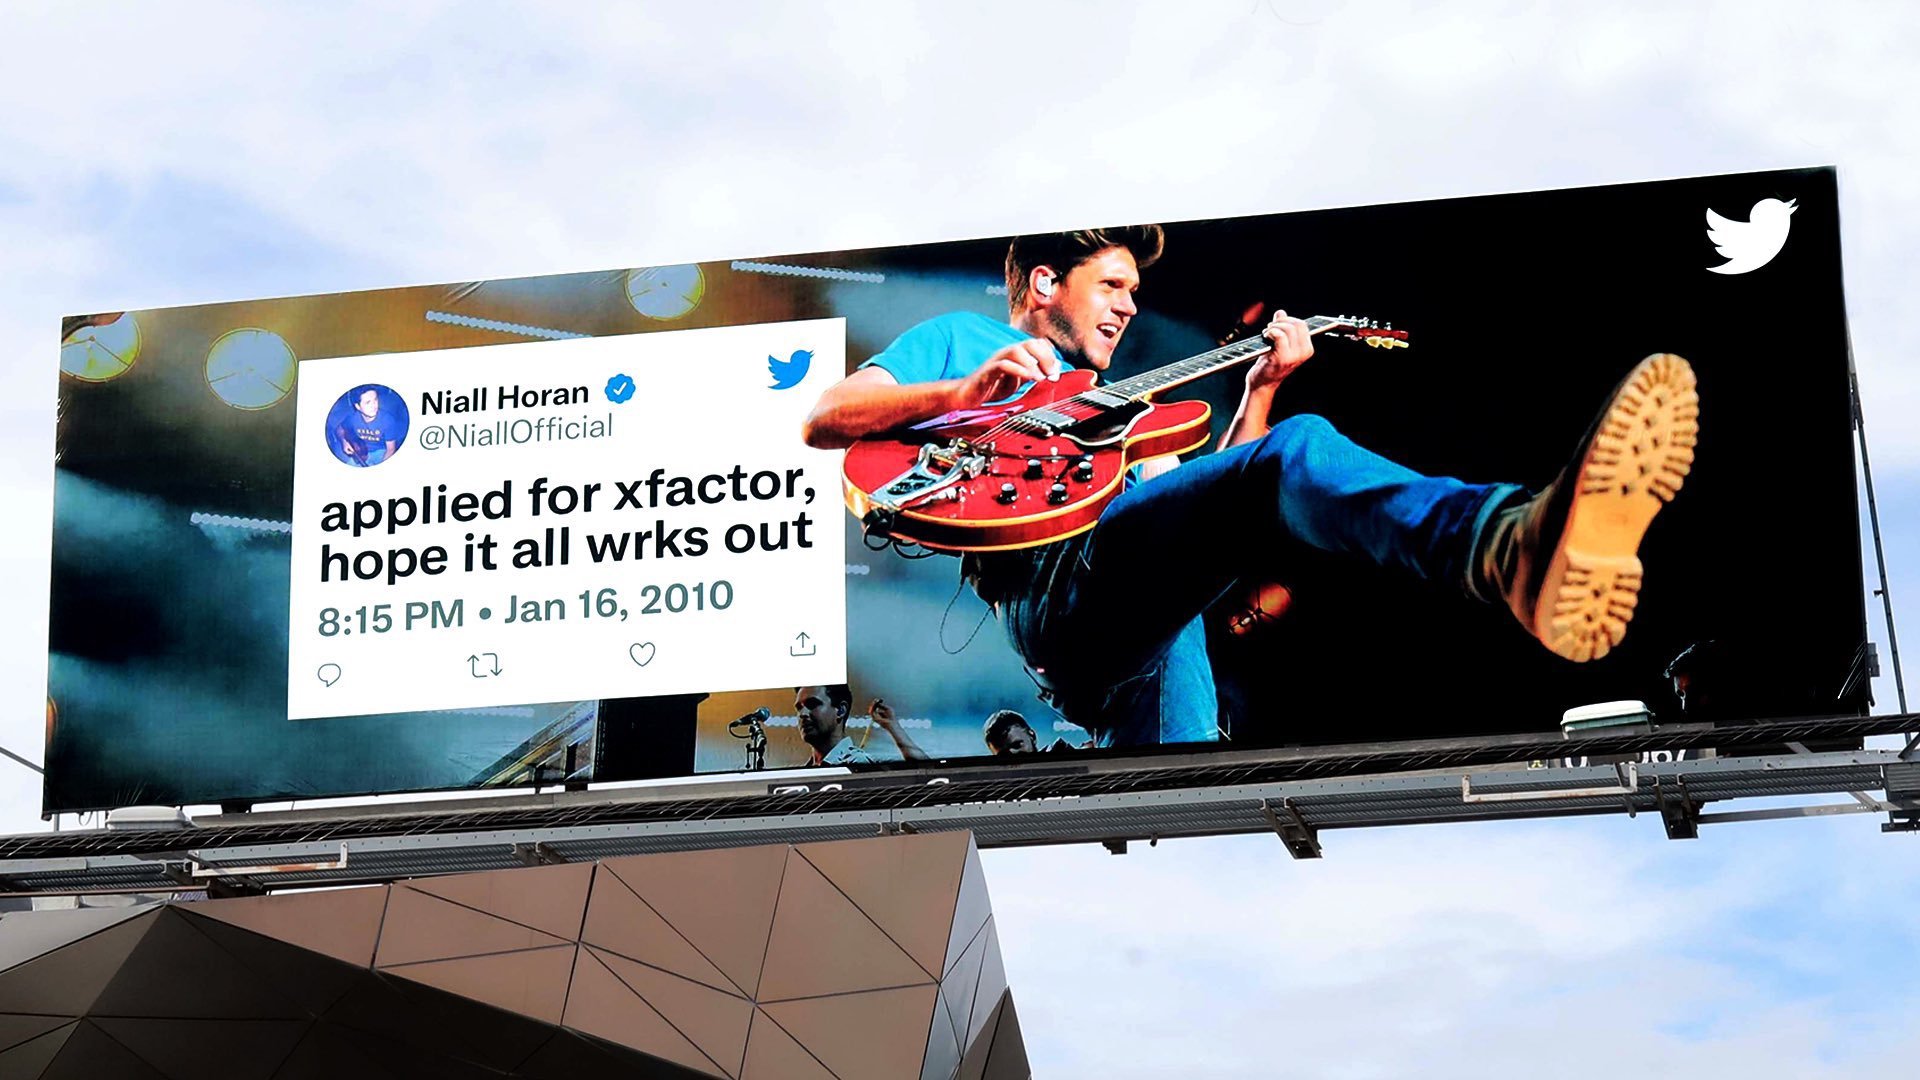 Niall Horan
@NiallOfficial
applied for xfactor,
hope it all wrks out
8:15 PM • Jan 16, 2010